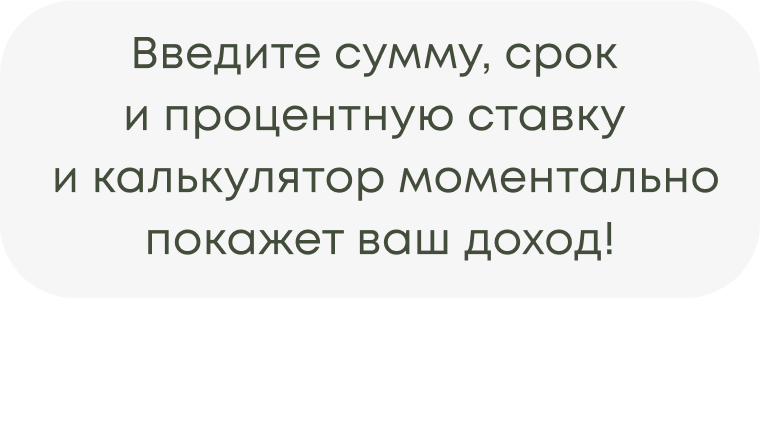 Введите сумму, срок
и процентную ставку
и калькулятор моментально
покажет ваш доход!